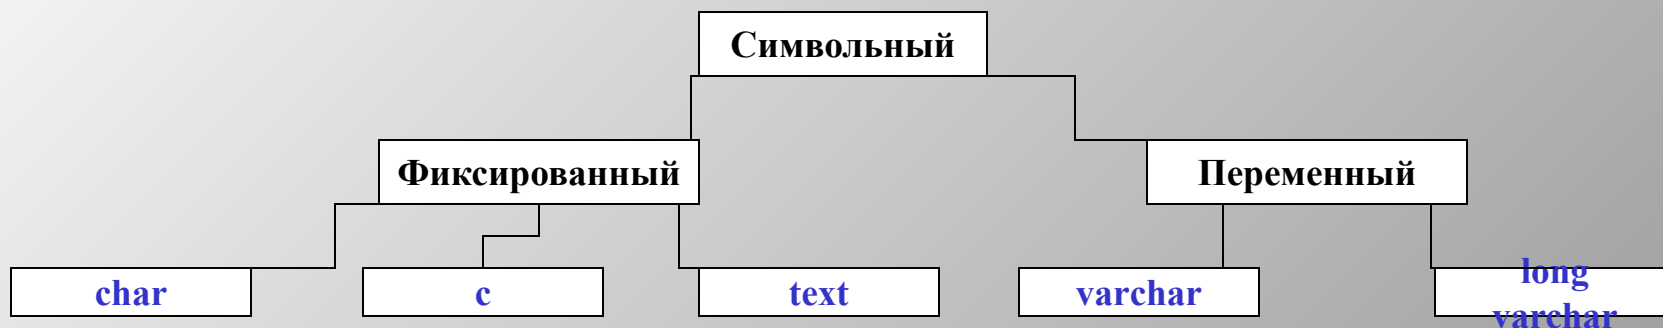 Символьный
Фиксированный
Переменный
char
c
text
varchar
long
varchar